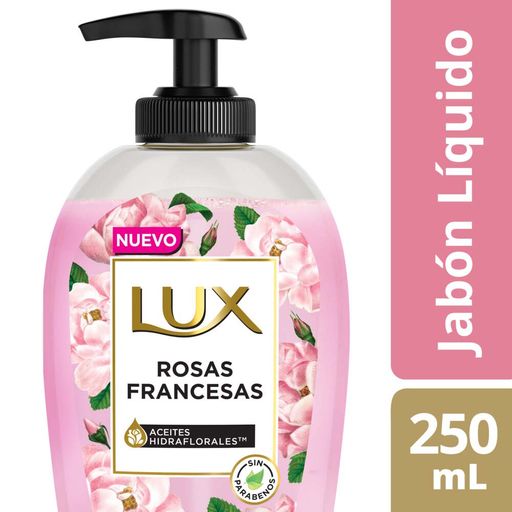 NUEVO
LUX
ROSAS
FRANCESAS
ACEITES
HIDRAFLORALES™
SIN
PARABENOS
Jabón Líquido
250
mL